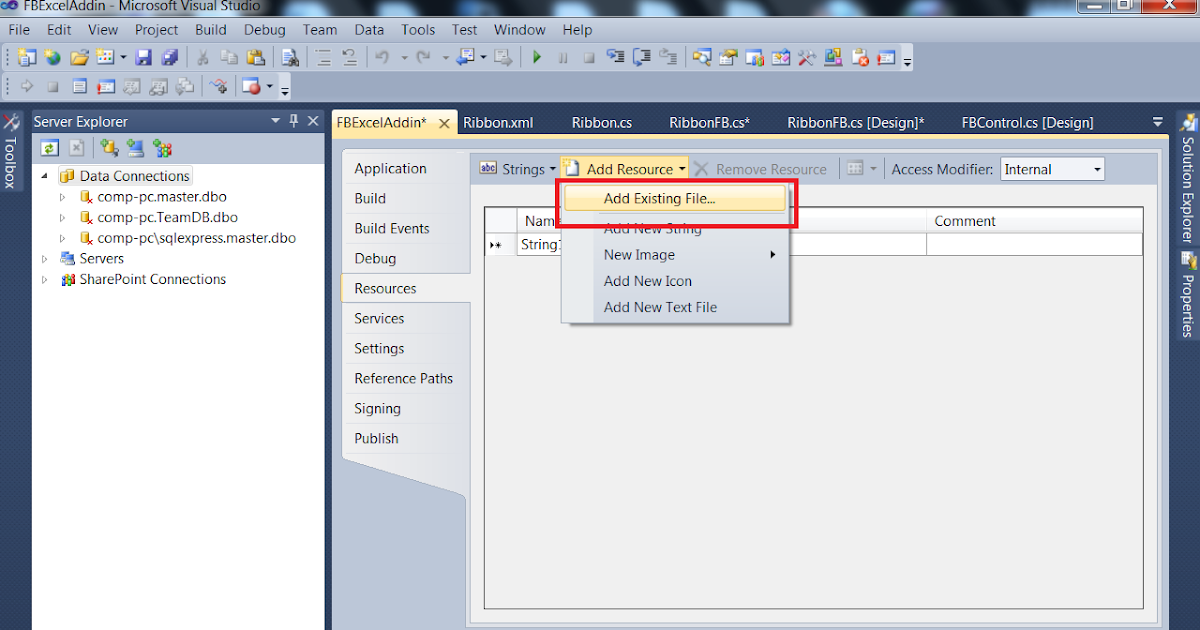 FBExcelAddin - Microsoft Visual Studio
File Edit View Project Build Debug Team Data Tools Test Window Help
Toolbox
Server Explorer
Data Connections
comp-pc.master.dbo
comp-pc.TeamDB.dbo
comp-pc\sqlexpress.master.dbo
Servers
SharePoint Connections
FBExcelAddin* Ribbon.xml Ribbon.cs RibbonFB.cs* RibbonFB.cs [Design]* FBControl.cs [Design]
Application
Build
Build Events
Debug
Resources
Services
Settings
Reference Paths
Signing
Publish
abc Strings Add Resource Remove Resource Access Modifier: Internal
Add Existing File...
Add New String
New Image
Add New Icon
Add New Text File
Comment
Solution Explorer
Properties